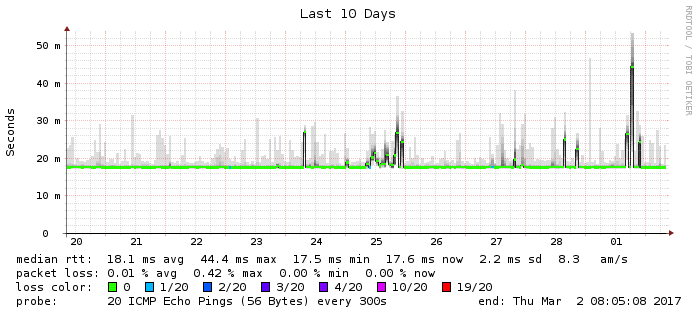 Last 10 Days
RRDTOOL / TOBI OETIKER
Seconds
50 m
40 m
30 m
20 m
10 m
0
20 21 22 23 24 25 26 27 28 01
median rtt: 18.1 ms avg 44.4 ms max 17.5 ms min 17.6 ms now 2.2 ms sd 8.3 am/s
packet loss: 0.01 % avg 0.42 % max 0.00 % min 0.00 % now
loss color: 0 1/20 2/20 3/20 4/20 10/20 19/20
probe: 20 ICMP Echo Pings (56 Bytes) every 300s end: Thu Mar 2 08:05:08 2017